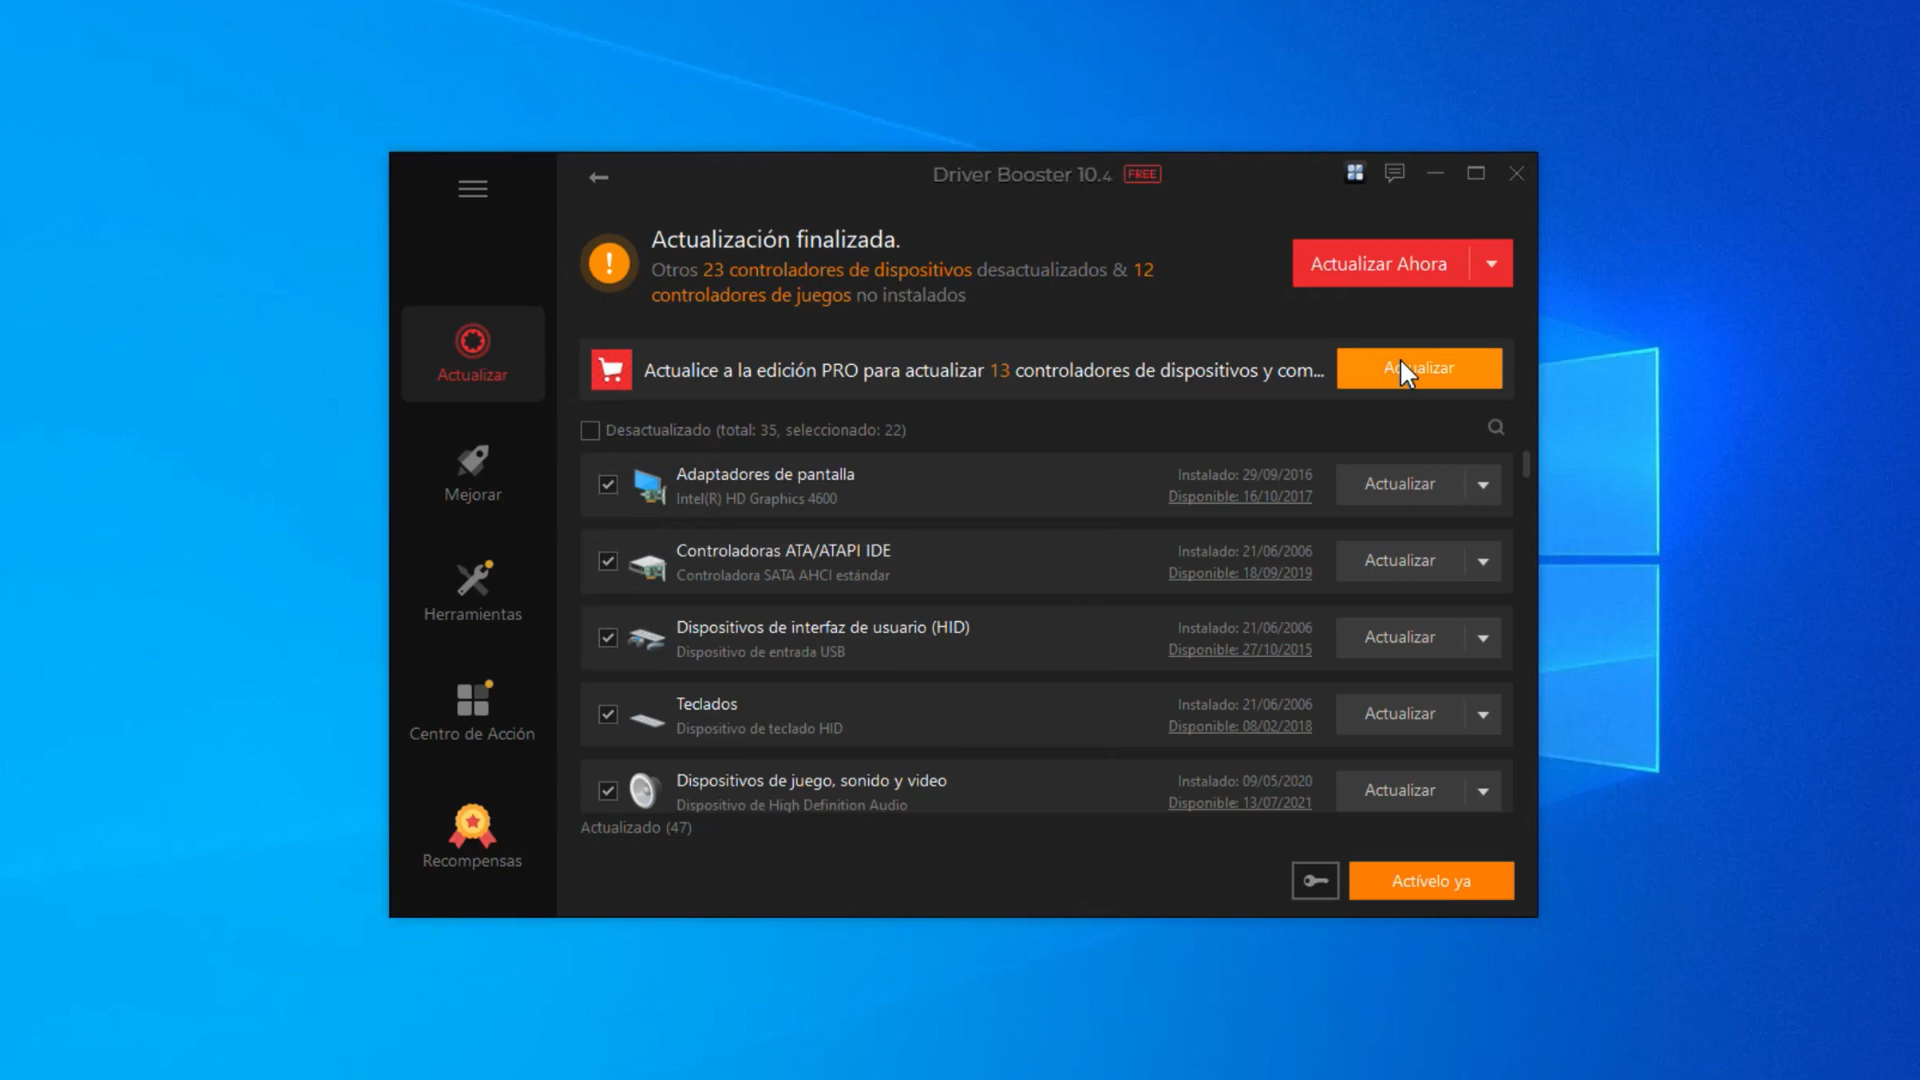 Driver Booster 10.4 FREE
Actualización finalizada.
Otros 23 controladores de dispositivos desactualizados & 12
controladores de juegos no instalados
Actualizar Ahora
Actualice a la edición PRO para actualizar 13 controladores de dispositivos y com...
Actualizar
Desactualizado (total: 35, seleccionado: 22)
Adaptadores de pantalla
Intel(R) HD Graphics 4600
Instalado: 29/09/2016
Disponible: 16/10/2017
Actualizar
Controladoras ATA/ATAPI IDE
Controladora SATA AHCI estándar
Instalado: 21/06/2006
Disponible: 18/09/2019
Actualizar
Dispositivos de interfaz de usuario (HID)
Dispositivo de entrada USB
Instalado: 21/06/2006
Disponible: 27/10/2015
Actualizar
Teclados
Dispositivo de teclado HID
Instalado: 21/06/2006
Disponible: 08/02/2018
Actualizar
Dispositivos de juego, sonido y video
Dispositivo de High Definition Audio
Instalado: 09/05/2020
Disponible: 13/07/2021
Actualizar
Actualizado (47)
Actívelo ya
Actualizar
Mejorar
Herramientas
Centro de Acción
Recompensas